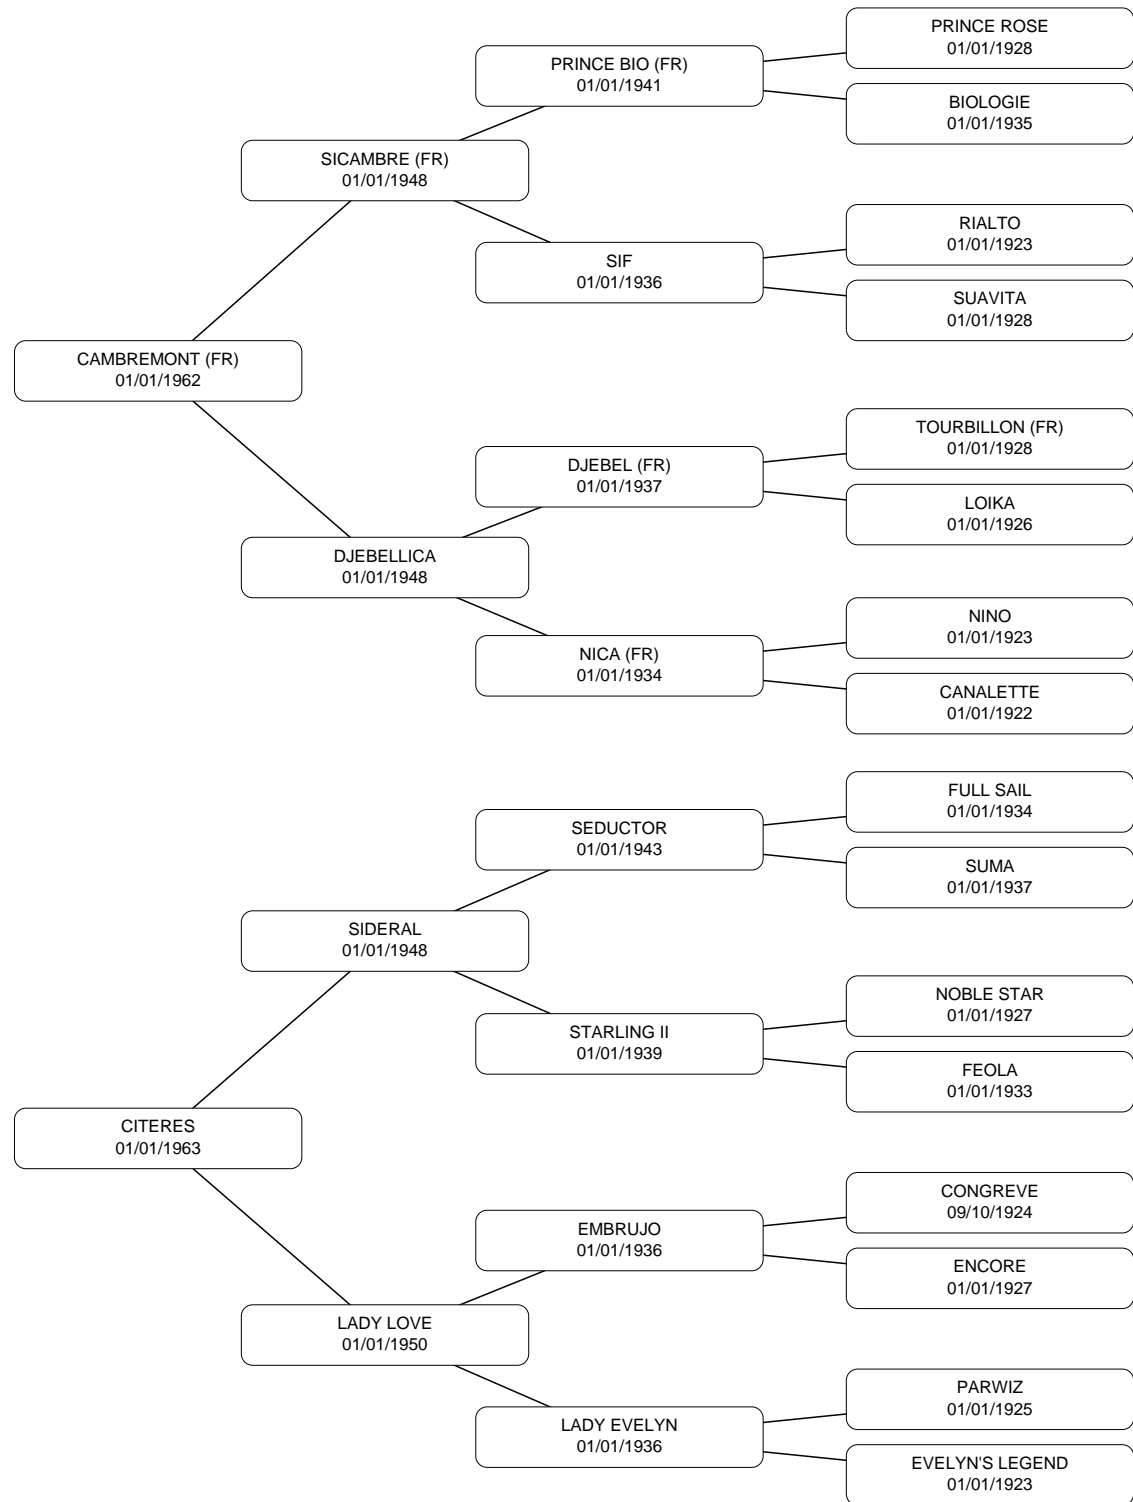 PRINCE ROSE
01/01/1928
PRINCE BIO (FR)
01/01/1941
BIOLOGIE
01/01/1935
SICAMBRE (FR)
01/01/1948
RIALTO
01/01/1923
SIF
01/01/1936
SUAVITA
01/01/1928
CAMBREMONT (FR)
01/01/1962
TOURBILLON (FR)
01/01/1928
DJEBEL (FR)
01/01/1937
LOIKA
01/01/1926
DJEBELLICA
01/01/1948
NINO
01/01/1923
NICA (FR)
01/01/1934
CANALETTE
01/01/1922
FULL SAIL
01/01/1934
SEDUCTOR
01/01/1943
SUMA
01/01/1937
SIDERAL
01/01/1948
NOBLE STAR
01/01/1927
STARLING II
01/01/1939
FEOLA
01/01/1933
CITERES
01/01/1963
CONGREVE
09/10/1924
EMBRUJO
01/01/1936
ENCORE
01/01/1927
LADY LOVE
01/01/1950
PARWIZ
01/01/1925
LADY EVELYN
01/01/1936
EVELYN'S LEGEND
01/01/1923